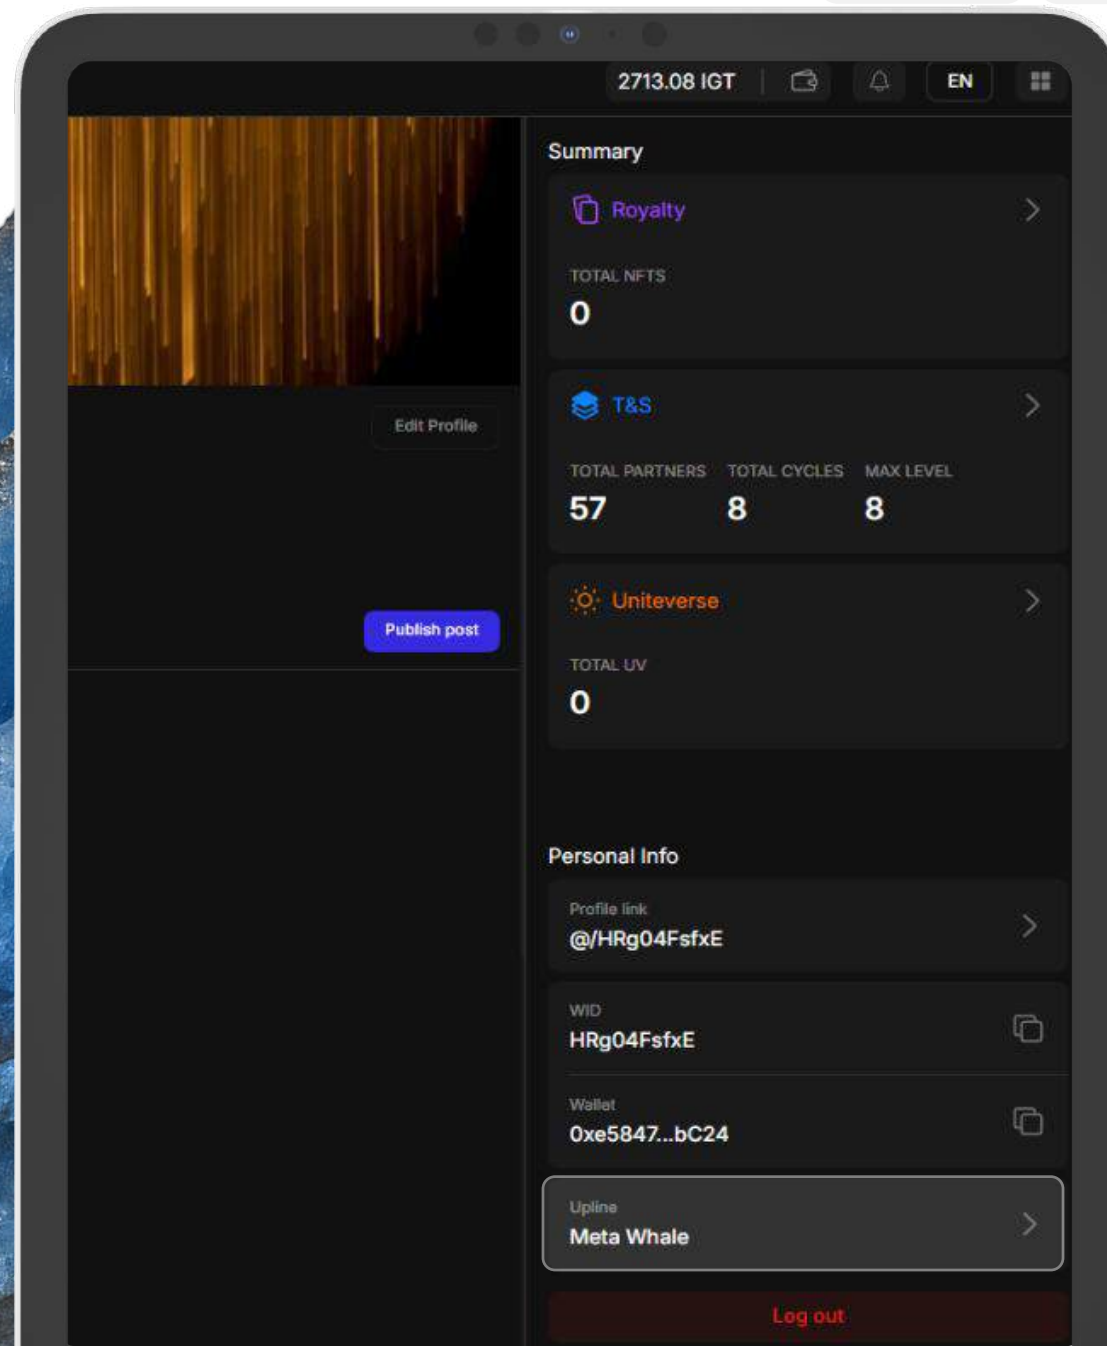 2713.08 IGT
EN
Summary
Royalty
TOTAL NFTS
0
Edit Profile
T&S
TOTAL PARTNERS TOTAL CYCLES MAX LEVEL
57 8 8
Uniteverse
Publish post
TOTAL UV
0
Personal Info
Profile link
@/HRg04FsfxE
WID
HRg04FsfxE
Wallet
0xe5847...bC24
Upline
Meta Whale
Log out